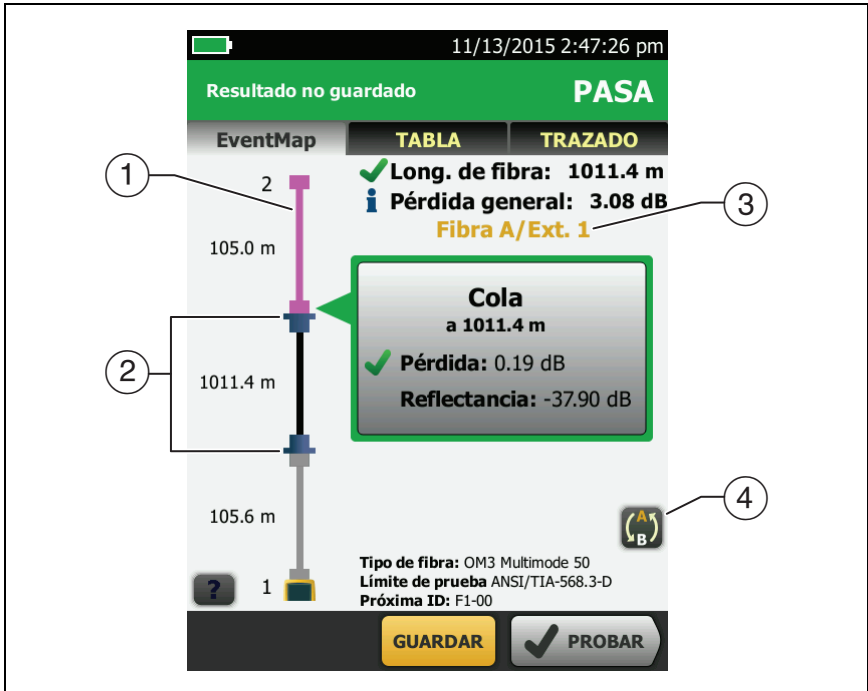 11/13/2015 2:47:26 pm
Resultado no guardado PASA
EventMap TABLA TRAZADO
1
2
Long. de fibra: 1011.4 m
Pérdida general: 3.08 dB
Fibra A/Ext. 1
3
105.0 m
Cola
a 1011.4 m
Pérdida: 0.19 dB
Reflectancia: -37.90 dB
2
1011.4 m
4
A
B
105.6 m
Tipo de fibra: OM3 Multimode 50
Límite de prueba ANSI/TIA-568.3-D
Próxima ID: F1-00
? 1
GUARDAR PROBAR